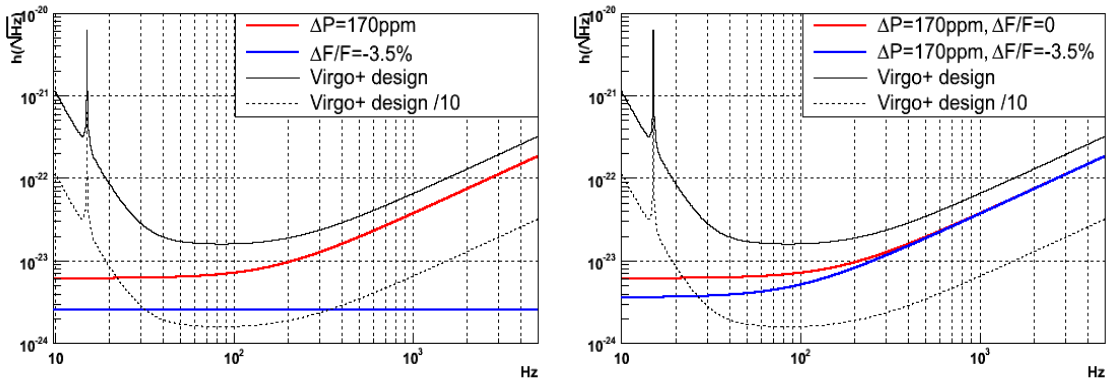 h(/√Hz)
10⁻²⁰
10⁻²¹
10⁻²²
10⁻²³
10⁻²⁴
ΔP=170ppm
ΔF/F=-3.5%
Virgo+ design
Virgo+ design /10
10
10²
10³
Hz
h(/√Hz)
10⁻²⁰
10⁻²¹
10⁻²²
10⁻²³
10⁻²⁴
ΔP=170ppm, ΔF/F=0
ΔP=170ppm, ΔF/F=-3.5%
Virgo+ design
Virgo+ design /10
10
10²
10³
Hz